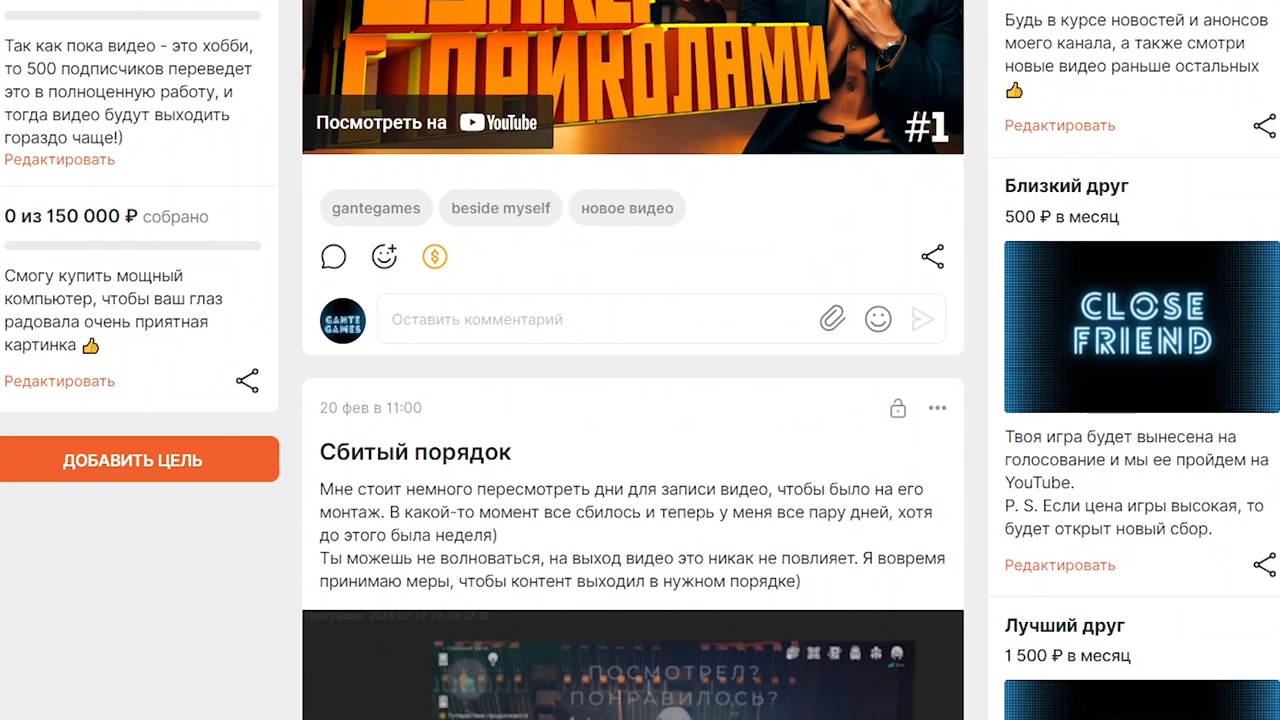 Так как пока видео - это хобби,
то 500 подписчиков переведет
это в полноценную работу, и
тогда видео будут выходить
гораздо чаще!)
Редактировать
0 из 150 000 ₽ собрано
Смогу купить мощный
компьютер, чтобы ваш глаз
радовала очень приятная
картинка 👍
Редактировать
ДОБАВИТЬ ЦЕЛЬ
С ПРИКОЛАМИ
Посмотреть на YouTube
#1
gantegames
beside myself
новое видео
GANTE
GAMES
Оставить комментарий
20 фев в 11:00
Сбитый порядок
Мне стоит немного пересмотреть дни для записи видео, чтобы было на его
монтаж. В какой-то момент все сбилось и теперь у меня все пару дней, хотя
до этого была неделя)
Ты можешь не волноваться, на выход видео это никак не повлияет. Я вовремя
принимаю меры, чтобы контент выходил в нужном порядке)
ПОСМОТРЕЛ?
ПОНРАВИЛОСЬ?
Будь в курсе новостей и анонсов
моего канала, а также смотри
новые видео раньше остальных
👍
Редактировать
Близкий друг
500 ₽ в месяц
CLOSE
FRIEND
Твоя игра будет вынесена на
голосование и мы ее пройдем на
YouTube.
P. S. Если цена игры высокая, то
будет открыт новый сбор.
Редактировать
Лучший друг
1 500 ₽ в месяц